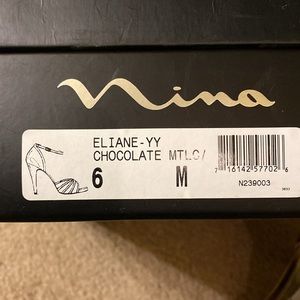 Nina
ELIANE-YY
CHOCOLATE MTLC/
6 M
7 16142 57702 6
N239003